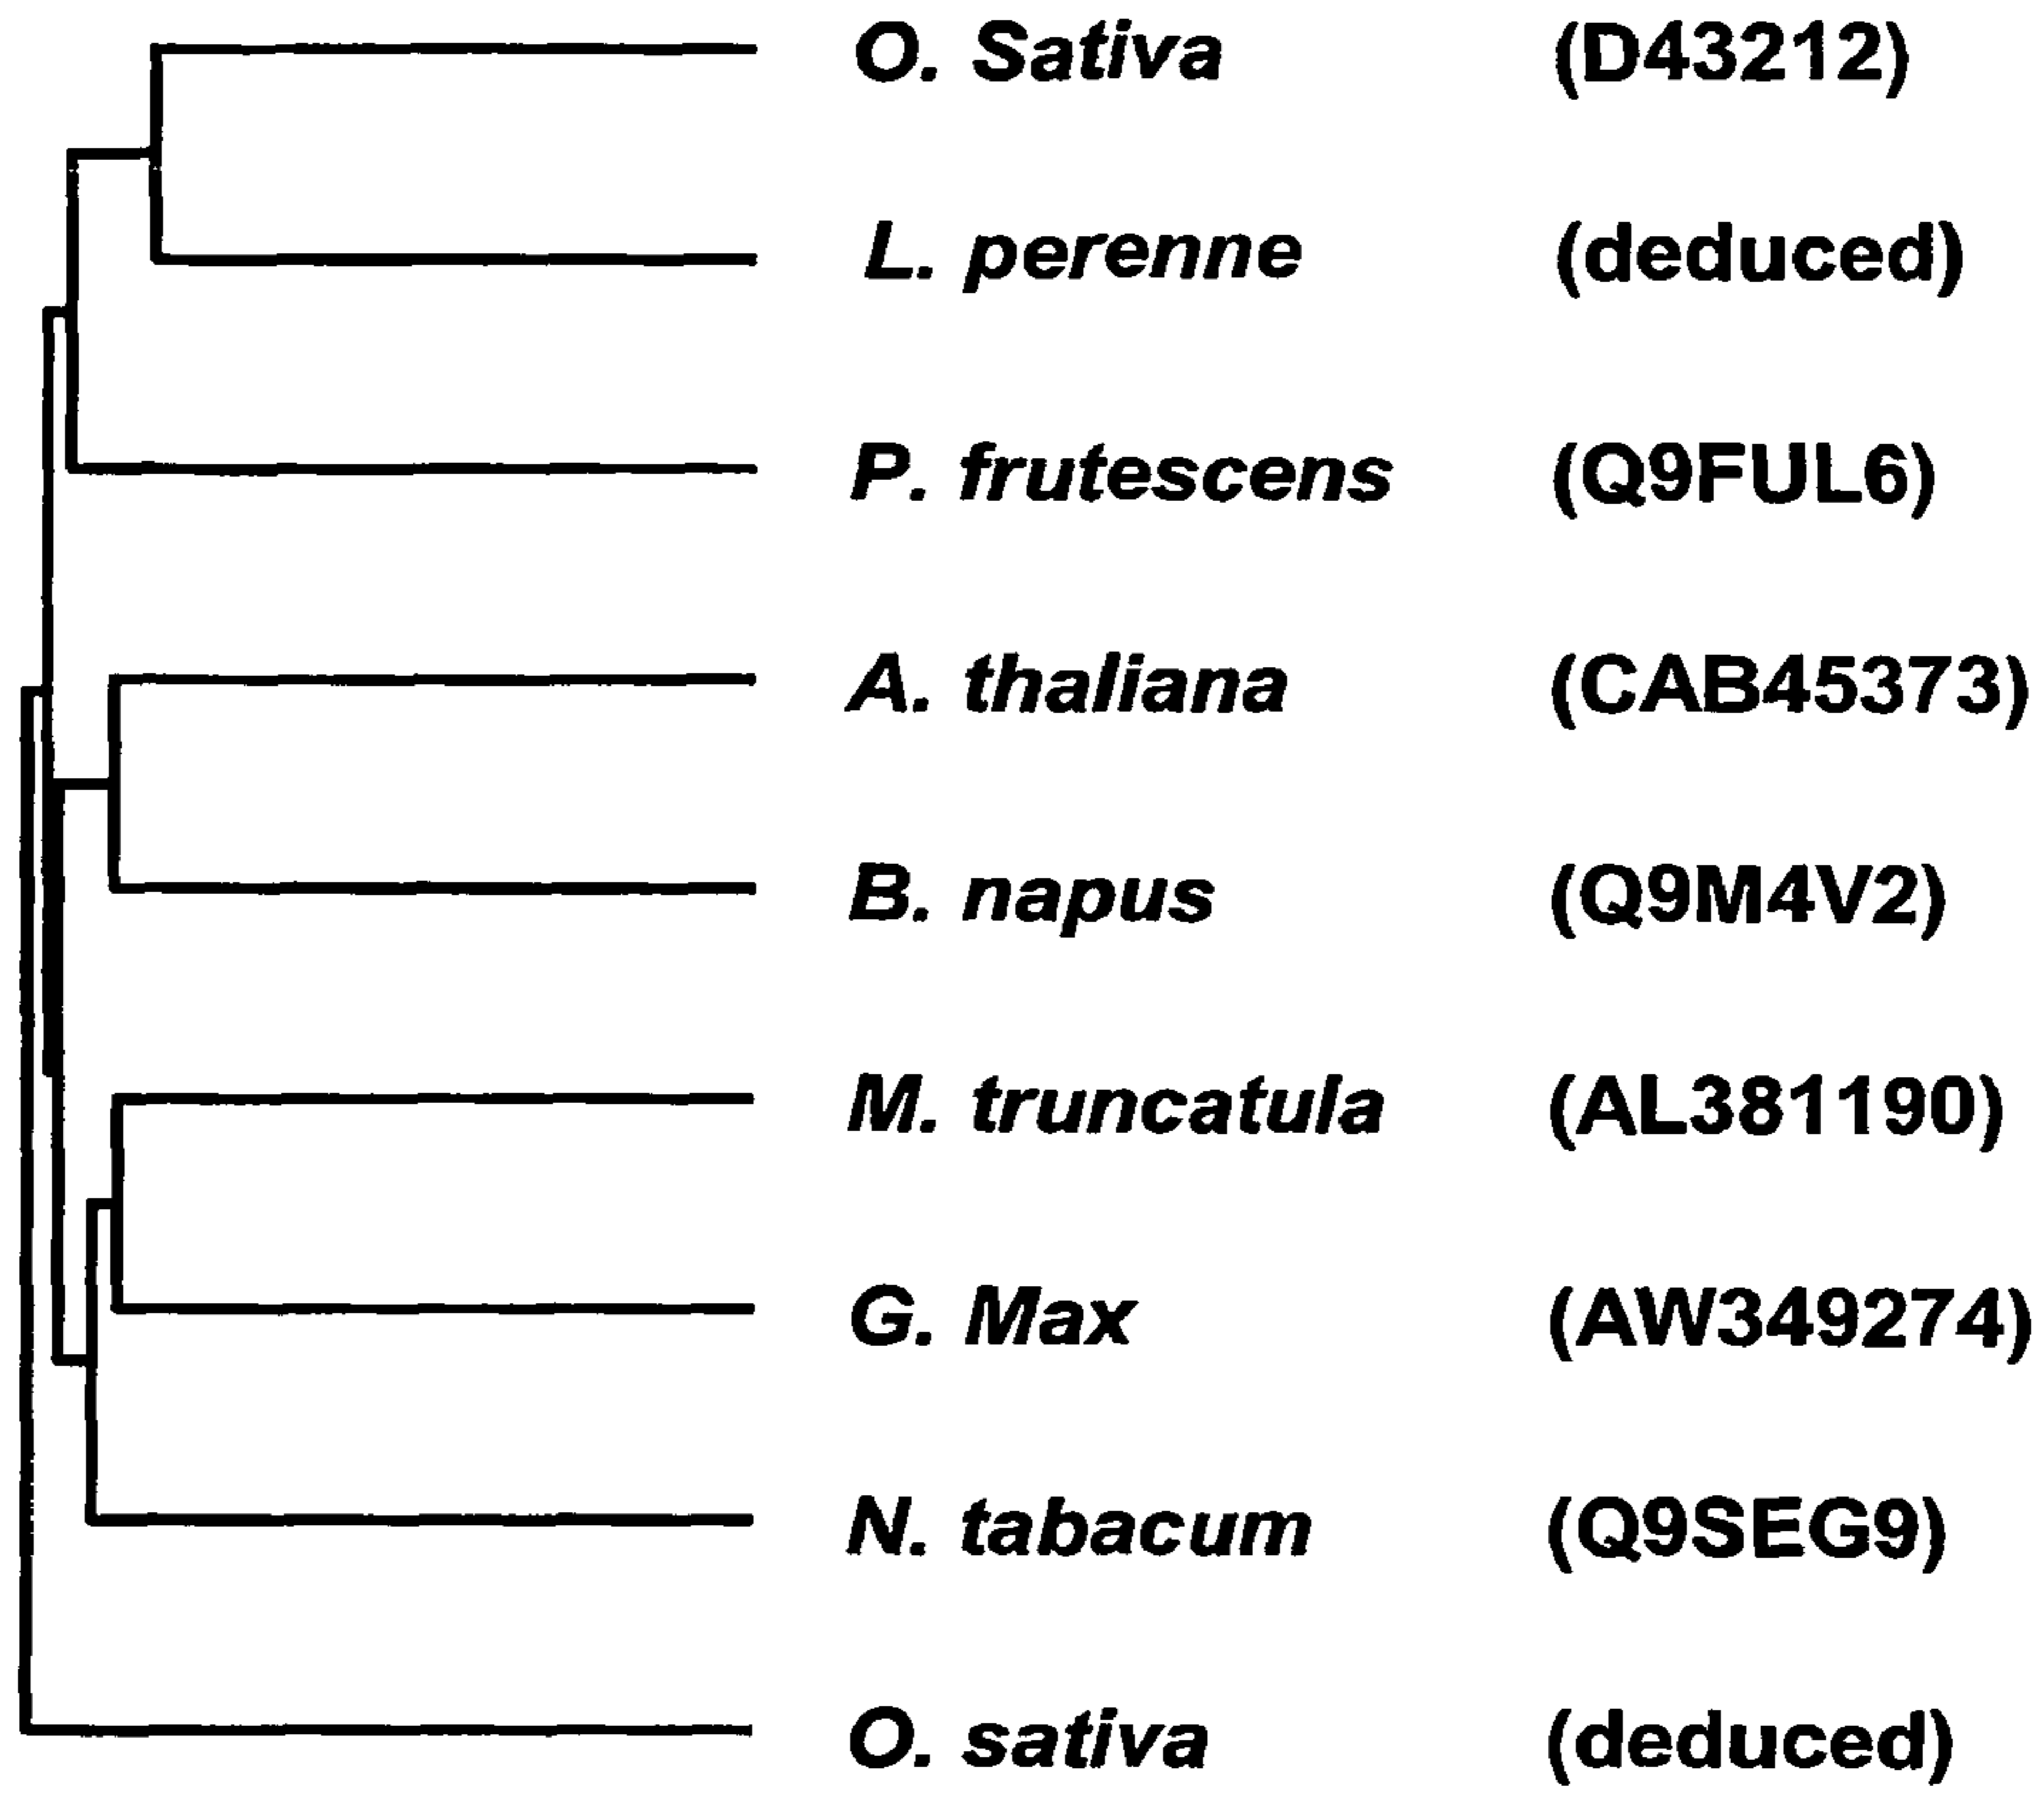 O. Sativa (D43212)
L. perenne (deduced)
P. frutescens (Q9FUL6)
A. thaliana (CAB45373)
B. napus (Q9M4V2)
M. truncatula (AL381190)
G. Max (AW349274)
N. tabacum (Q9SEG9)
O. sativa (deduced)